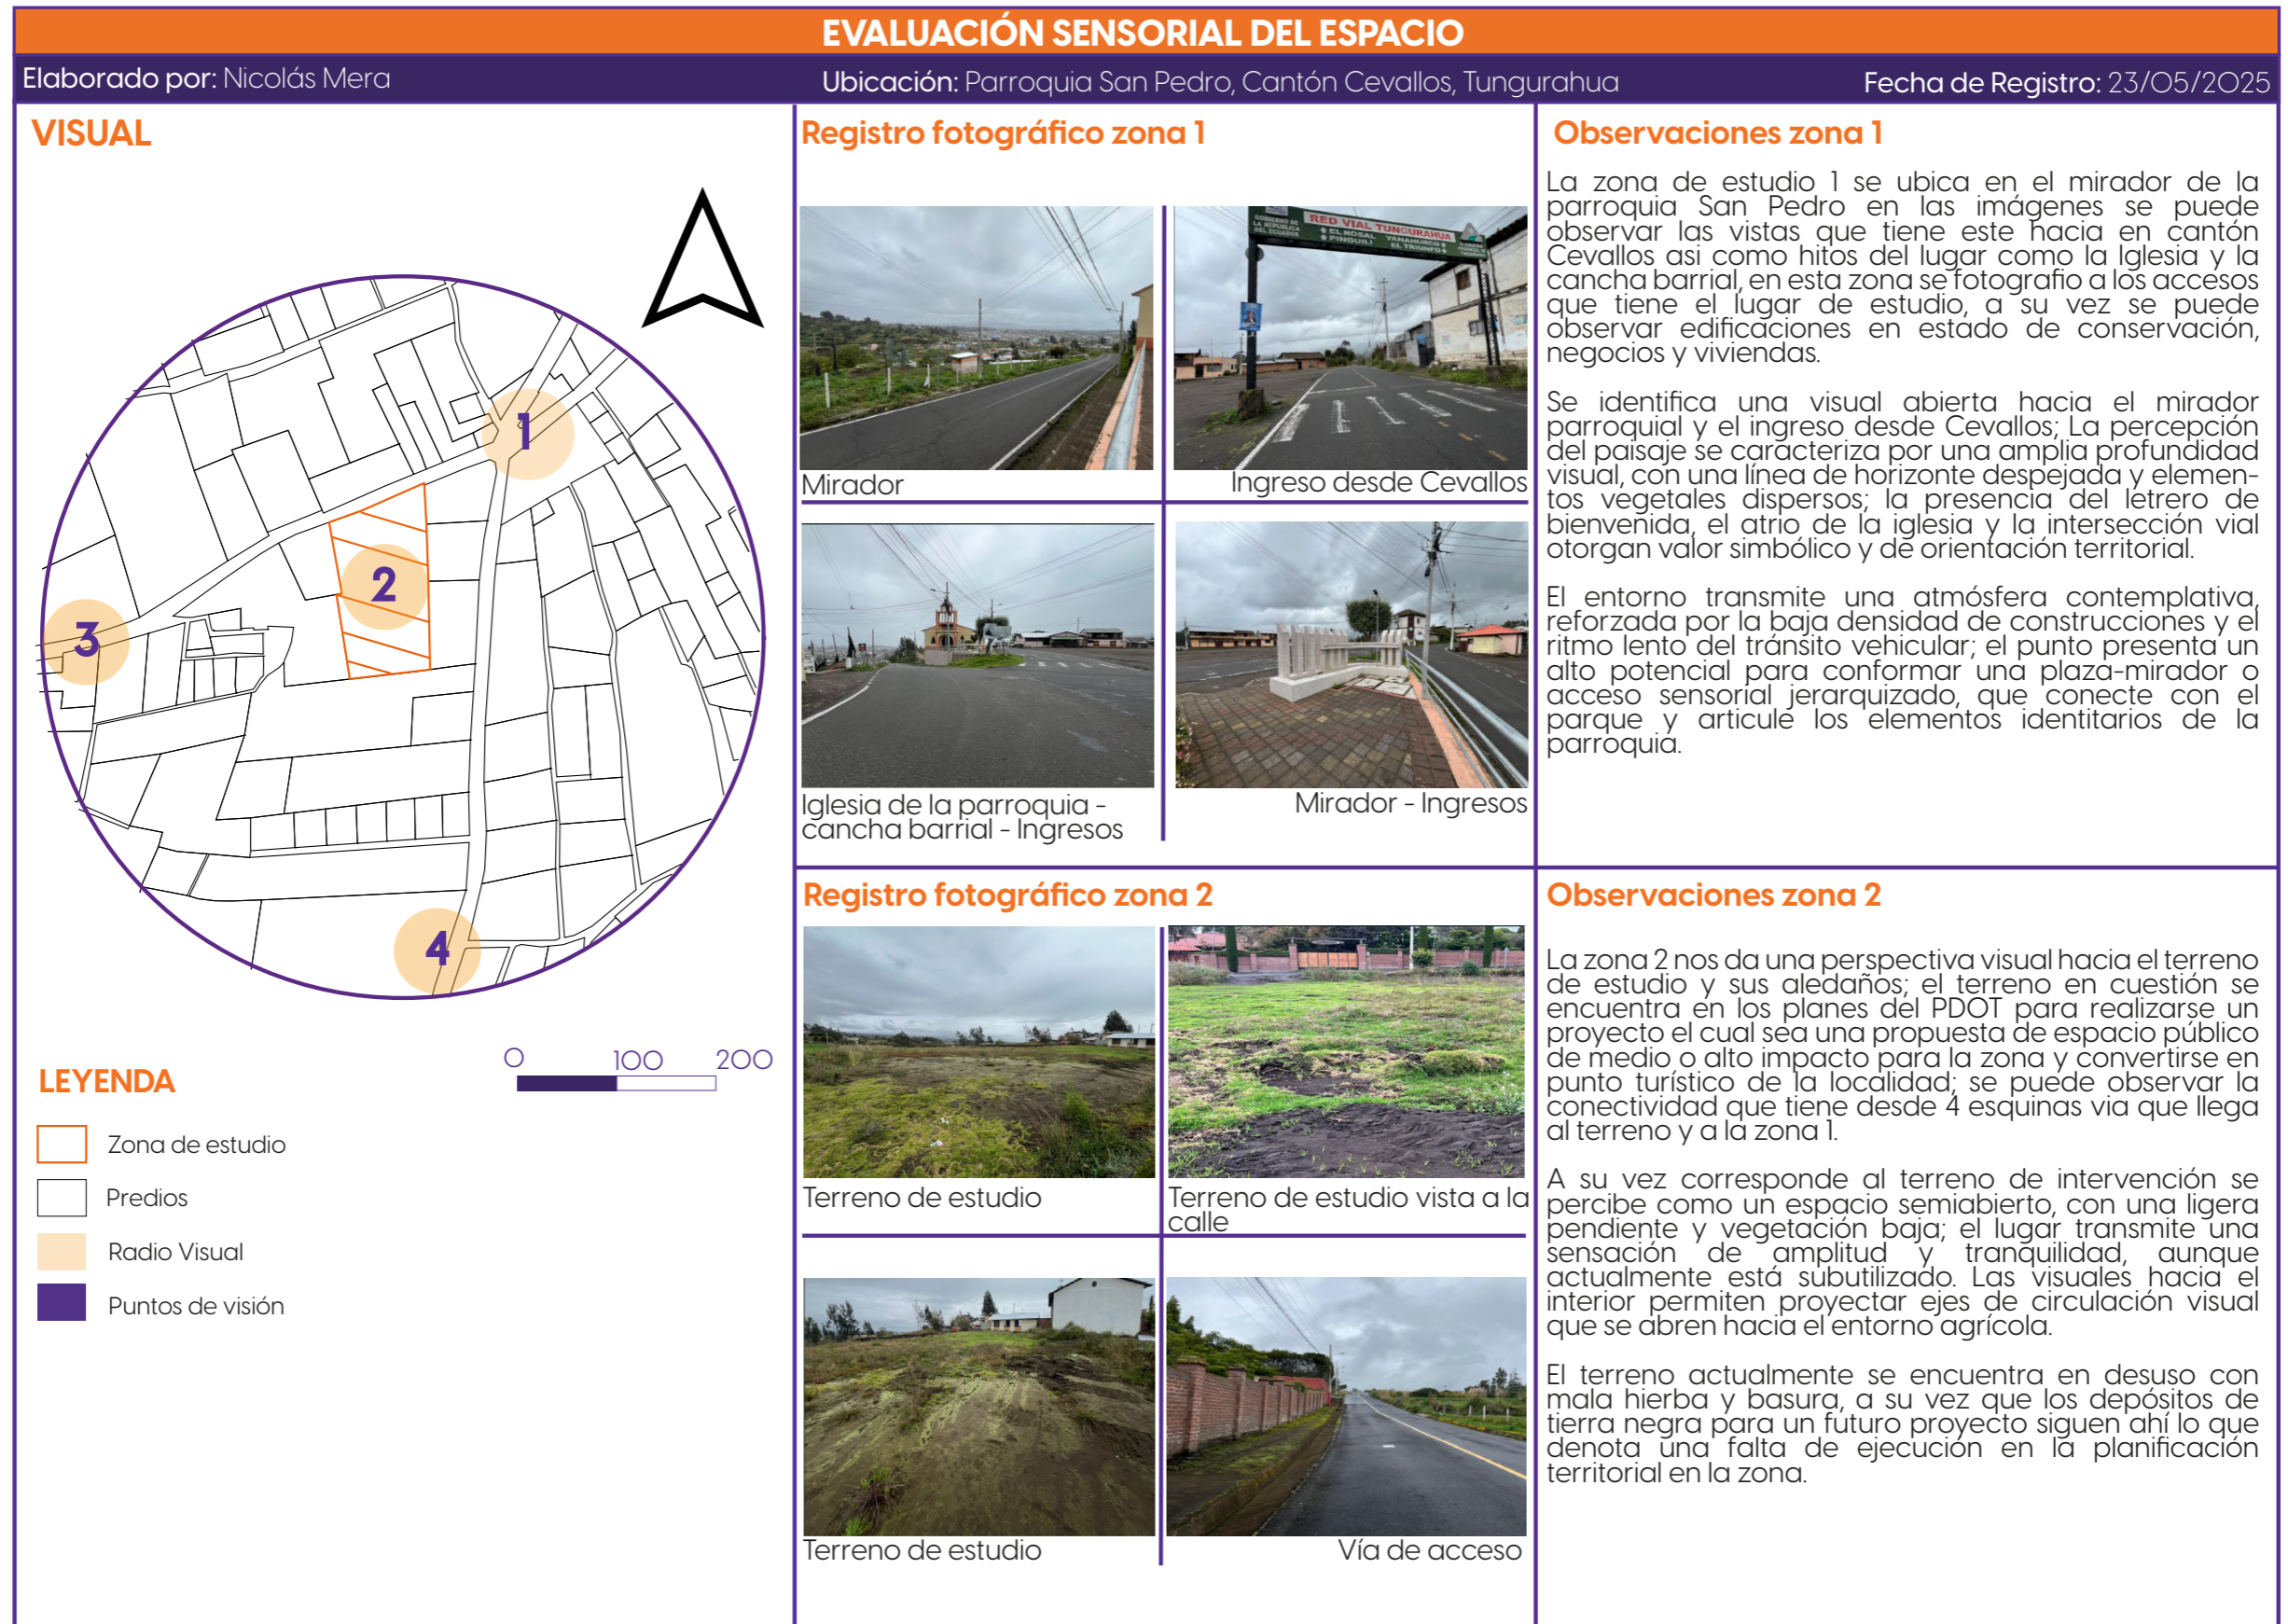 EVALUACIÓN SENSORIAL DEL ESPACIO
Elaborado por: Nicolás Mera
Ubicación: Parroquia San Pedro, Cantón Cevallos, Tungurahua
Fecha de Registro: 23/05/2025
VISUAL
1
2
3
4
0 100 200
LEYENDA
Zona de estudio
Predios
Radio Visual
Puntos de visión
Registro fotográfico zona 1
GOBIERNO DE
LA REPUBLICA
DEL ECUADOR
RED VIAL TUNGURAHUA
EL ROSAL YANAHURCO
PINGUILI EL TRIUNFO
Mirador
Ingreso desde Cevallos
Iglesia de la parroquia -
cancha barrial - Ingresos
Mirador - Ingresos
Observaciones zona 1
La zona de estudio 1 se ubica en el mirador de la
parroquia San Pedro en las imágenes se puede
observar las vistas que tiene este hacia en cantón
Cevallos asi como hitos del lugar como la Iglesia y la
cancha barrial, en esta zona se fotografio a los accesos
que tiene el lugar de estudio, a su vez se puede
observar edificaciones en estado de conservación,
negocios y viviendas.
Se identifica una visual abierta hacia el mirador
parroquial y el ingreso desde Cevallos; La percepción
del paisaje se caracteriza por una amplia profundidad
visual, con una línea de horizonte despejada y elemen-
tos vegetales dispersos; la presencia del letrero de
bienvenida, el atrio de la iglesia y la intersección vial
otorgan valor simbólico y de orientación territorial.
El entorno transmite una atmósfera contemplativa,
reforzada por la baja densidad de construcciones y el
ritmo lento del tránsito vehicular; el punto presenta un
alto potencial para conformar una plaza-mirador o
acceso sensorial jerarquizado, que conecte con el
parque y articule los elementos identitarios de la
parroquia.
Registro fotográfico zona 2
Terreno de estudio
Terreno de estudio vista a la
calle
Terreno de estudio
Vía de acceso
Observaciones zona 2
La zona 2 nos da una perspectiva visual hacia el terreno
de estudio y sus aledaños; el terreno en cuestión se
encuentra en los planes del PDOT para realizarse un
proyecto el cual sea una propuesta de espacio público
de medio o alto impacto para la zona y convertirse en
punto turístico de la localidad; se puede observar la
conectividad que tiene desde 4 esquinas via que llega
al terreno y a la zona 1.
A su vez corresponde al terreno de intervención se
percibe como un espacio semiabierto, con una ligera
pendiente y vegetación baja; el lugar transmite una
sensación de amplitud y tranquilidad, aunque
actualmente está subutilizado. Las visuales hacia el
interior permiten proyectar ejes de circulación visual
que se abren hacia el entorno agrícola.
El terreno actualmente se encuentra en desuso con
mala hierba y basura, a su vez que los depósitos de
tierra negra para un futuro proyecto siguen ahí lo que
denota una falta de ejecución en la planificación
territorial en la zona.